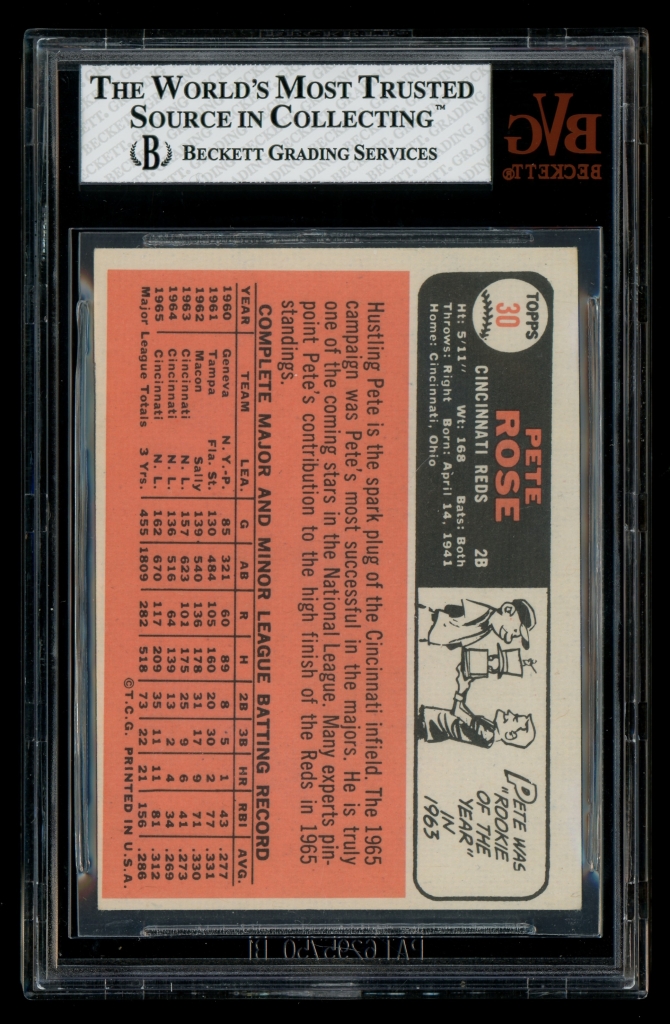 THE WORLD'S MOST TRUSTED
SOURCE IN COLLECTING™
B BECKETT GRADING SERVICES
BVG
BECKETT®
TOPPS
30
PETE
ROSE
CINCINNATI REDS 2B
Ht: 5'11" Wt: 168 Bats: Both
Throws: Right Born: April 14, 1941
Home: Cincinnati, Ohio
PETE WAS
"ROOKIE
OF THE
YEAR"
IN
1963
Hustling Pete is the spark plug of the Cincinnati infield. The 1965
campaign was Pete's most successful in the majors. He is truly
one of the coming stars in the National League. Many experts pin-
point Pete's contribution to the high finish of the Reds in 1965
standings.
COMPLETE MAJOR AND MINOR LEAGUE BATTING RECORD
YEAR TEAM LEA. G AB R H 2B 3B HR RBI AVG.
1960 Geneva N. Y.-P. 85 321 60 89 8 5 1 43 .277
1961 Tampa Fla. St. 130 484 105 160 20 30 2 77 .331
1962 Macon Sally 139 540 136 178 31 17 9 71 .330
1963 Cincinnati N. L. 157 623 101 175 25 9 6 41 .273
1964 Cincinnati N. L. 136 516 64 139 13 2 4 34 .269
1965 Cincinnati N. L. 162 670 117 209 35 11 11 81 .312
Major League Totals 3 Yrs. 455 1809 282 518 73 22 21 156 .286
©T.C.G. PRINTED IN U.S.A.